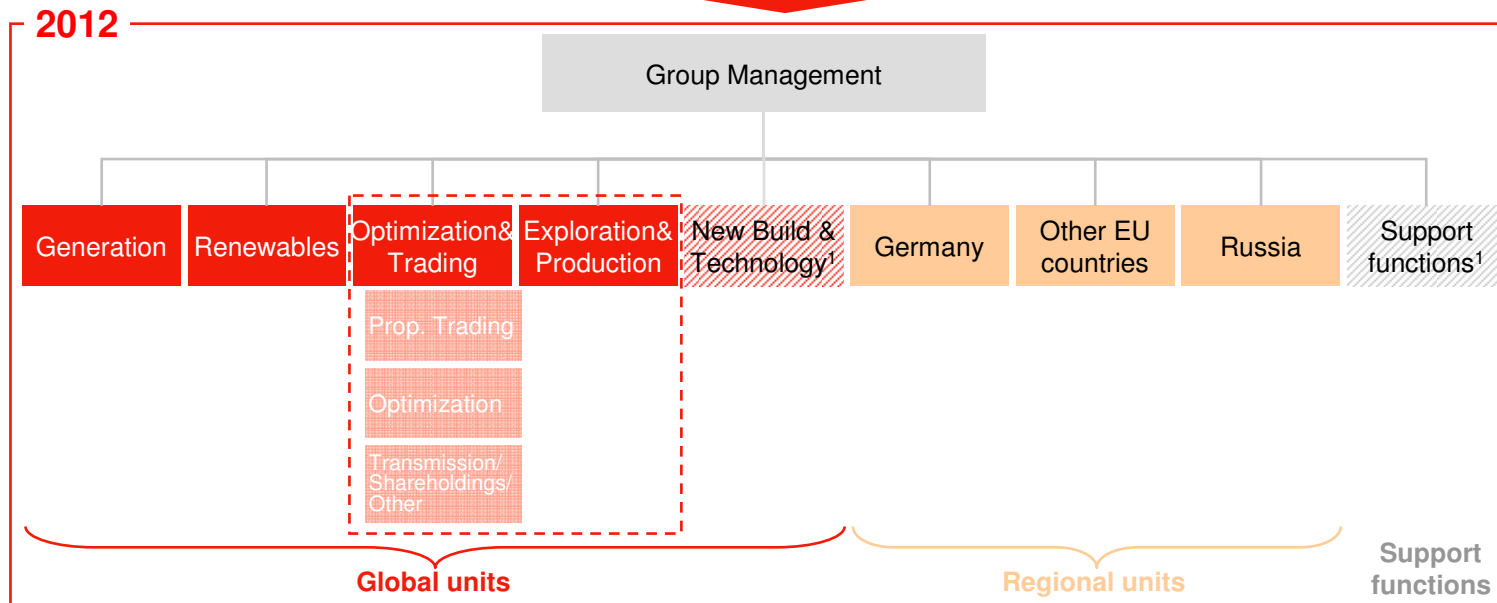 2012
Group Management
Generation
Renewables
Optimization&
Trading
Exploration&
Production
New Build &
Technology¹
Germany
Other EU
countries
Russia
Support
functions¹
Prop. Trading
Optimization
Transmission/
Shareholdings/
Other
Global units
Regional units
Support
functions